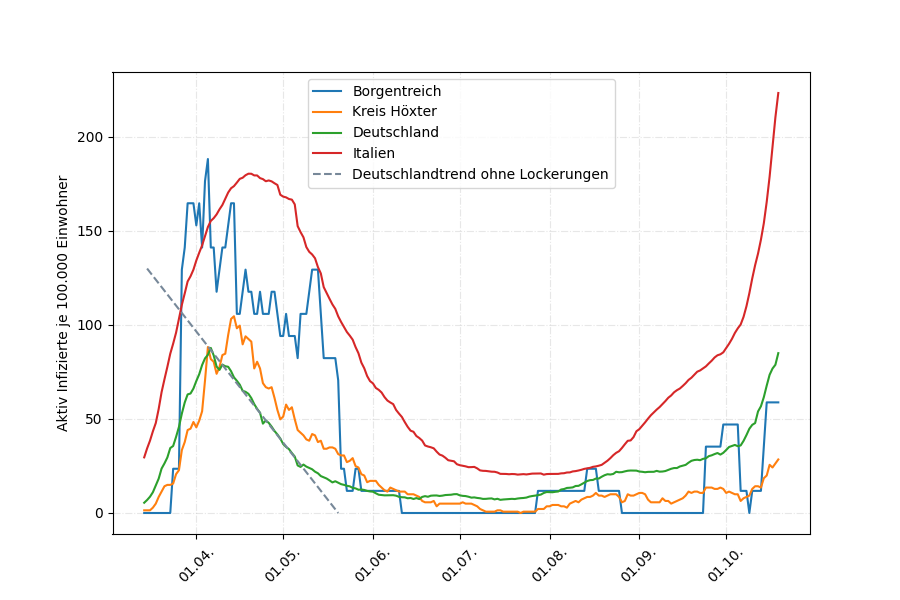 Borgentreich
Kreis Höxter
Deutschland
Italien
Deutschlandtrend ohne Lockerungen
Aktiv Infizierte je 100.000 Einwohner
200
150
100
50
0
01.04.
01.05.
01.06.
01.07.
01.08.
01.09.
01.10.